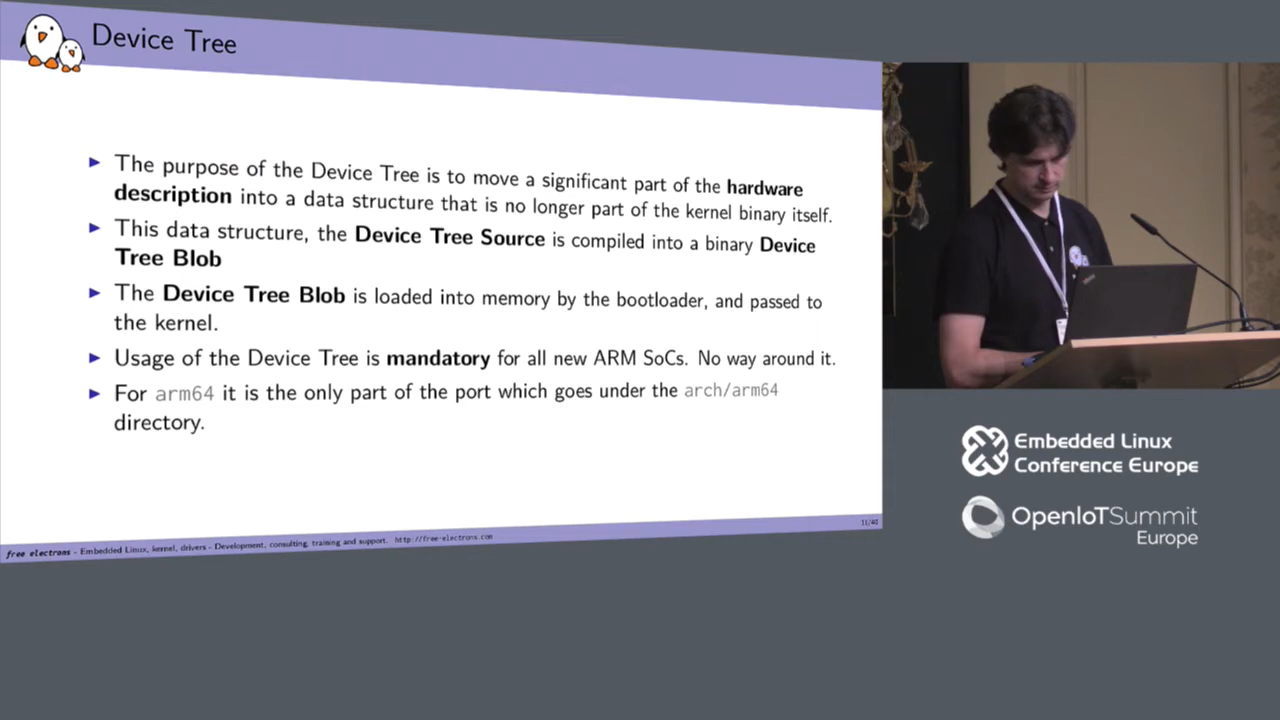 Device Tree
▶ The purpose of the Device Tree is to move a significant part of the hardware
description into a data structure that is no longer part of the kernel binary itself.
▶ This data structure, the Device Tree Source is compiled into a binary Device
Tree Blob
▶ The Device Tree Blob is loaded into memory by the bootloader, and passed to
the kernel.
▶ Usage of the Device Tree is mandatory for all new ARM SoCs. No way around it.
▶ For arm64 it is the only part of the port which goes under the arch/arm64
directory.
11/40
free electrons - Embedded Linux, kernel, drivers - Development, consulting, training and support. http://free-electrons.com
Embedded Linux
Conference Europe
OpenIoTSummit
Europe